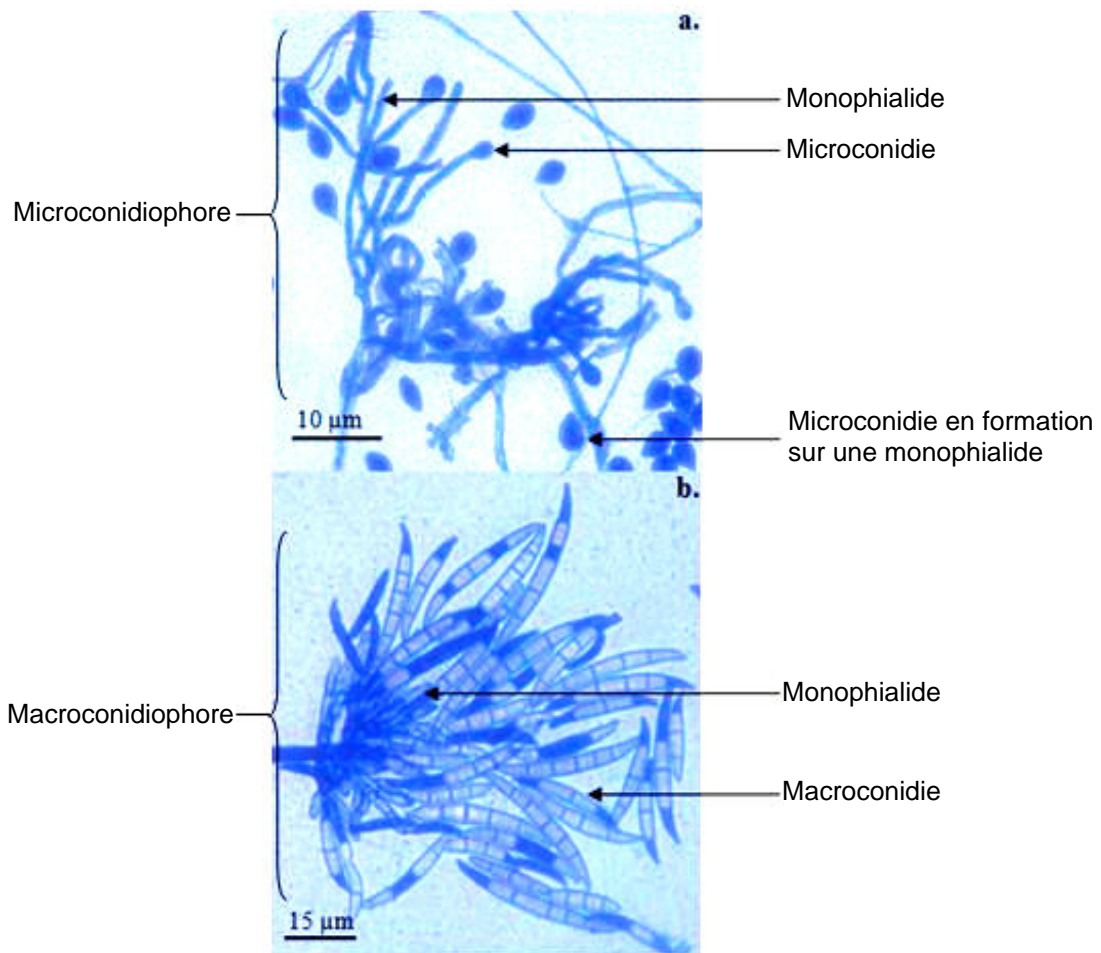 a.
Monophialide
Microconidie
Microconidiophore
10 µm
Microconidie en formation
sur une monophialide
b.
Monophialide
Macroconidiophore
Macroconidie
15 µm